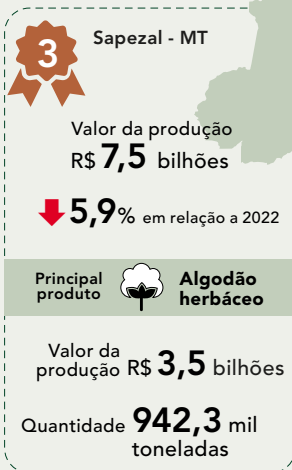 3
Sapezal - MT
Valor da produção
R$ 7,5 bilhões
5,9% em relação a 2022
Principal
produto
Algodão
herbáceo
Valor da
produção R$ 3,5 bilhões
Quantidade 942,3 mil
toneladas